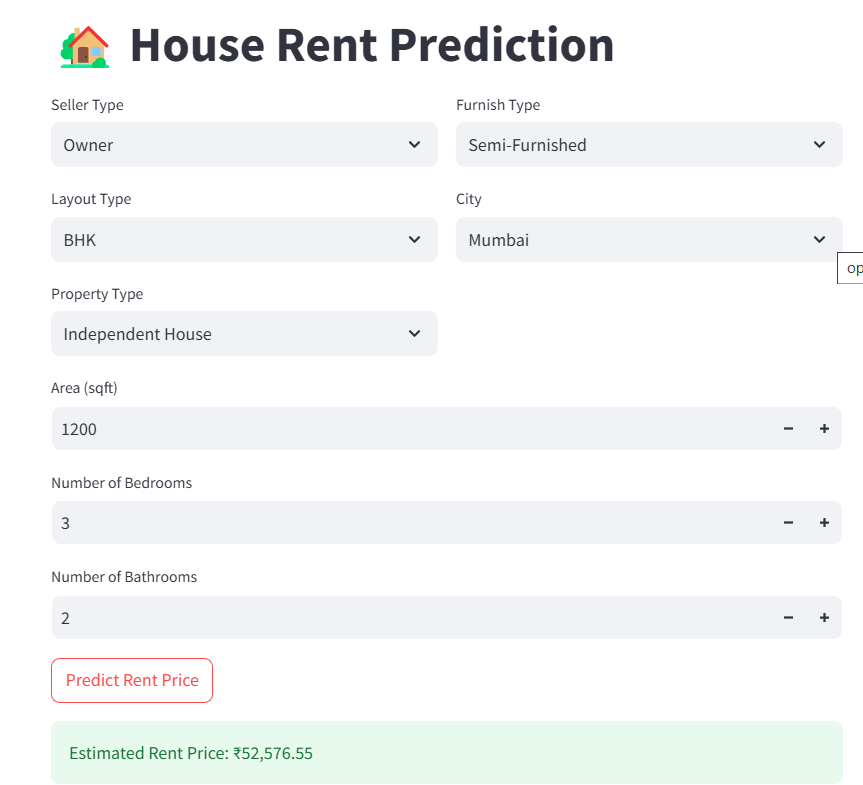 House Rent Prediction
Seller Type
Furnish Type
Owner
Semi-Furnished
Layout Type
City
BHK
Mumbai
op
Property Type
Independent House
Area (sqft)
1200
Number of Bedrooms
3
Number of Bathrooms
2
Predict Rent Price
Estimated Rent Price: ₹52,576.55